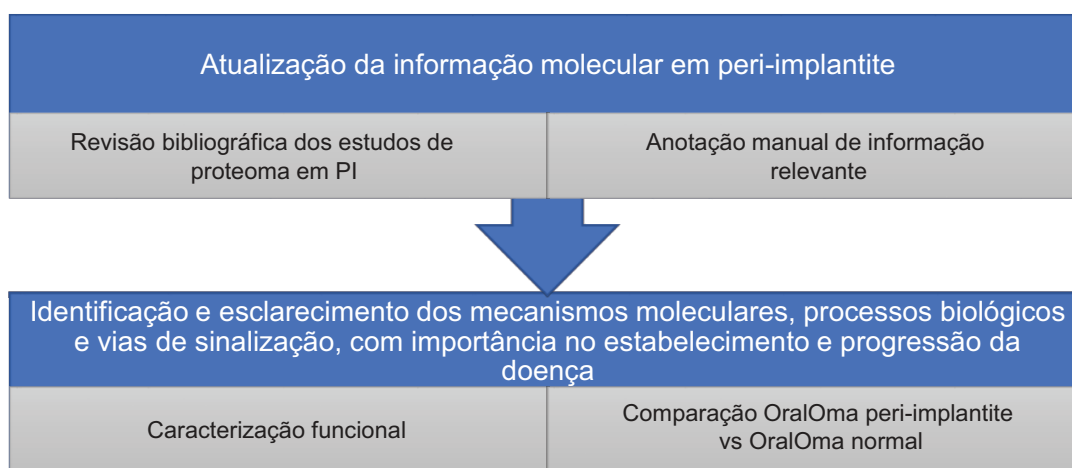 Atualização da informação molecular em peri-implantite
Revisão bibliográfica dos estudos de
proteoma em PI
Anotação manual de informação
relevante
Identificação e esclarecimento dos mecanismos moleculares, processos biológicos
e vias de sinalização, com importância no estabelecimento e progressão da
doença
Caracterização funcional
Comparação OralOma peri-implantite
vs OralOma normal